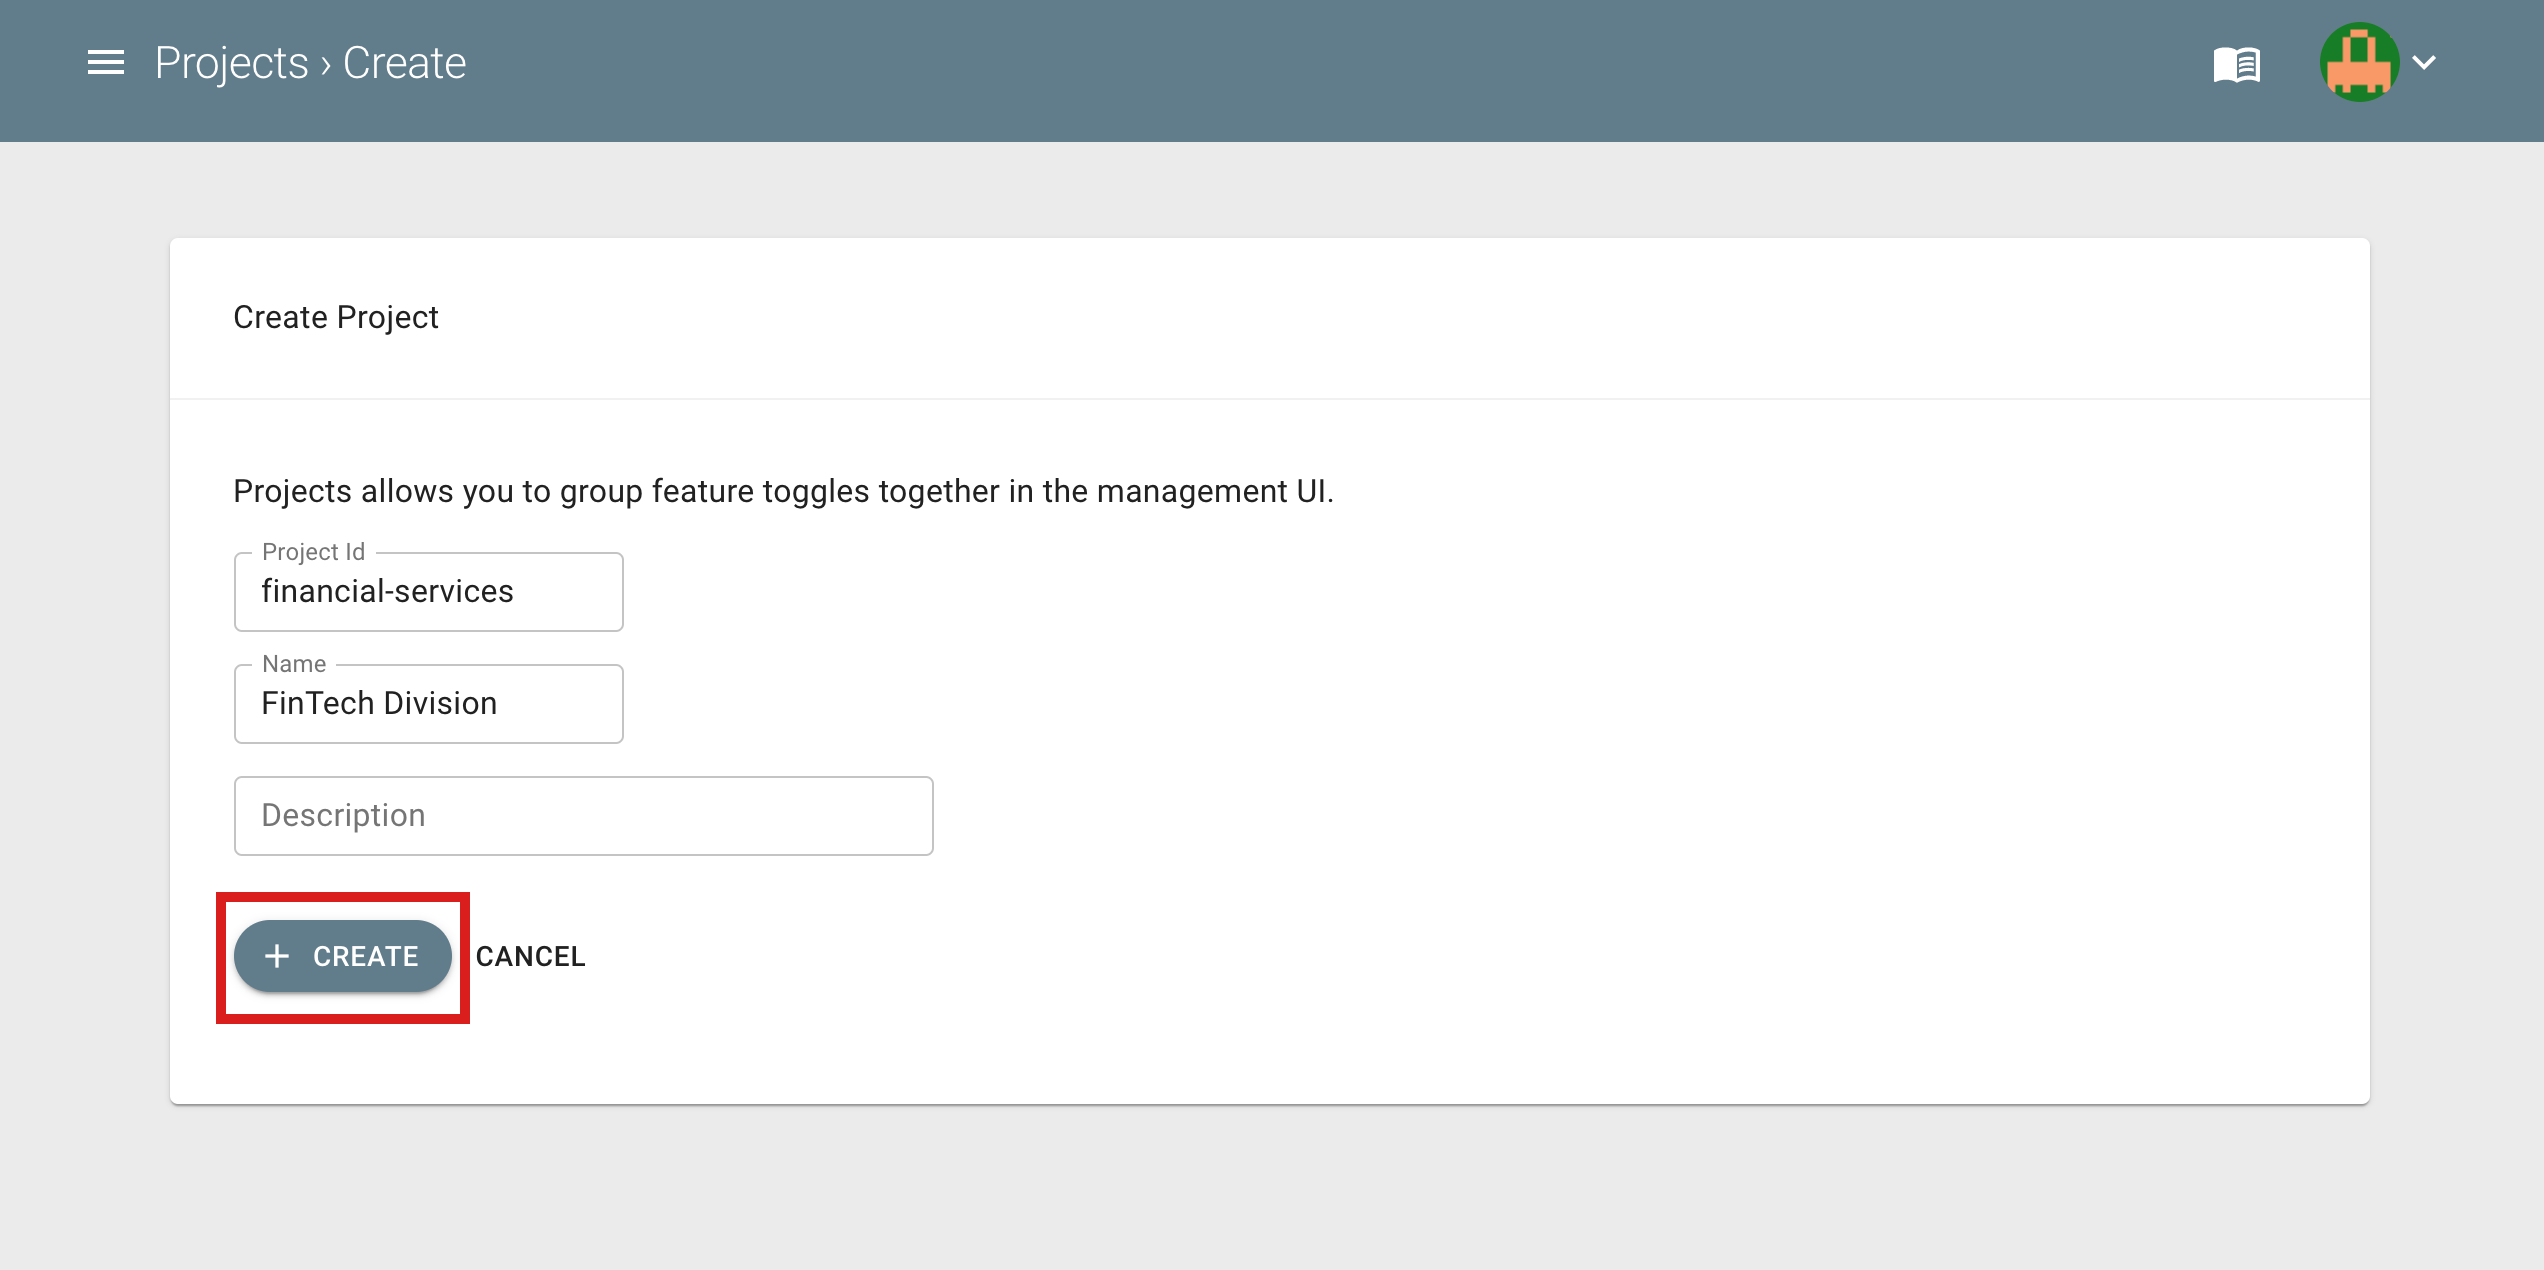 Projects › Create
Create Project
Projects allows you to group feature toggles together in the management UI.
Project Id
financial-services
Name
FinTech Division
Description
CREATE CANCEL